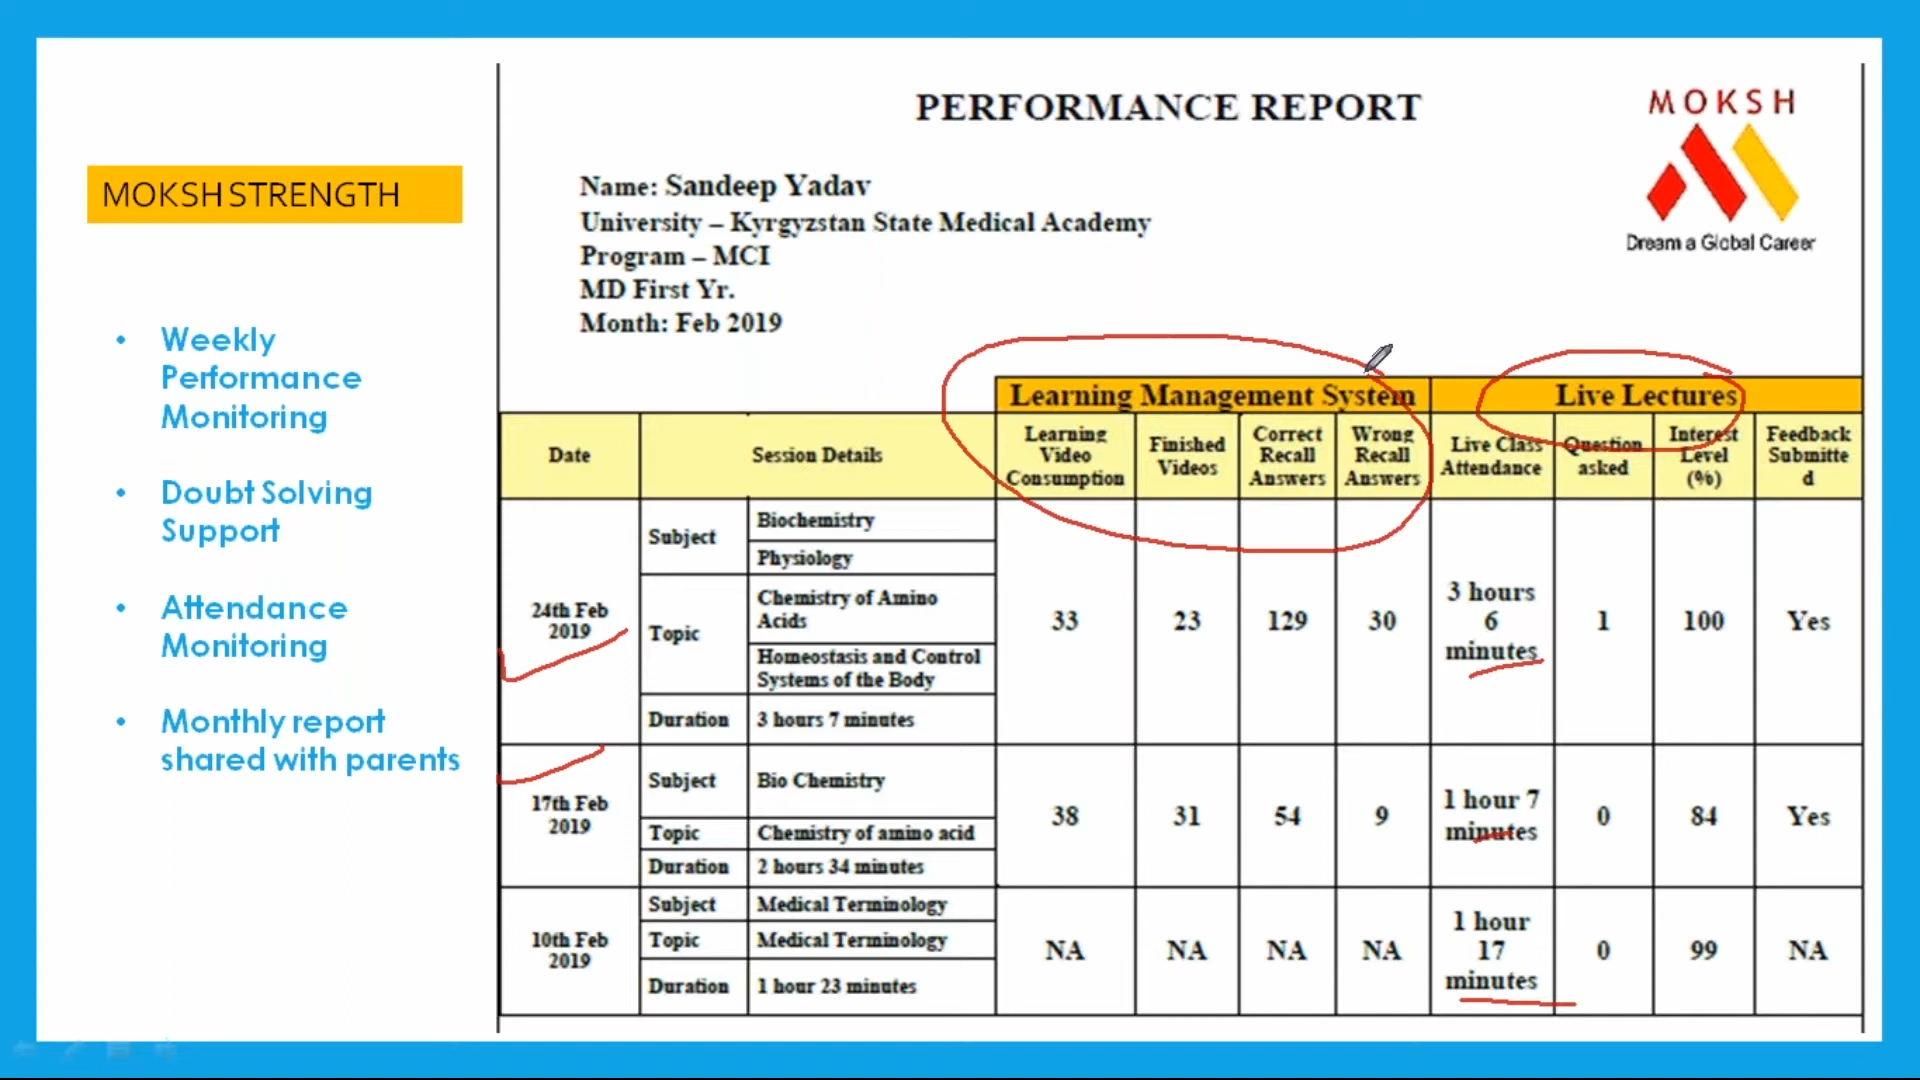 MOKSH STRENGTH
• Weekly
Performance
Monitoring
• Doubt Solving
Support
• Attendance
Monitoring
• Monthly report
shared with parents
PERFORMANCE REPORT
MOKSH
Dream a Global Career
Name: Sandeep Yadav
University – Kyrgyzstan State Medical Academy
Program – MCI
MD First Yr.
Month: Feb 2019
Learning Management System
Live Lectures
Date
Session Details
Learning
Video
Consumption
Finished
Videos
Correct
Recall
Answers
Wrong
Recall
Answers
Live Class
Attendance
Question
asked
Interest
Level
(%)
Feedback
Submitte
d
24th Feb
2019
Subject
Biochemistry
Physiology
Topic
Chemistry of Amino
Acids
Homeostasis and Control
Systems of the Body
Duration
3 hours 7 minutes
33
23
129
30
3 hours
6
minutes
1
100
Yes
17th Feb
2019
Subject
Bio Chemistry
Topic
Chemistry of amino acid
Duration
2 hours 34 minutes
38
31
54
9
1 hour 7
minutes
0
84
Yes
10th Feb
2019
Subject
Medical Terminology
Topic
Medical Terminology
Duration
1 hour 23 minutes
NA
NA
NA
NA
1 hour
17
minutes
0
99
NA